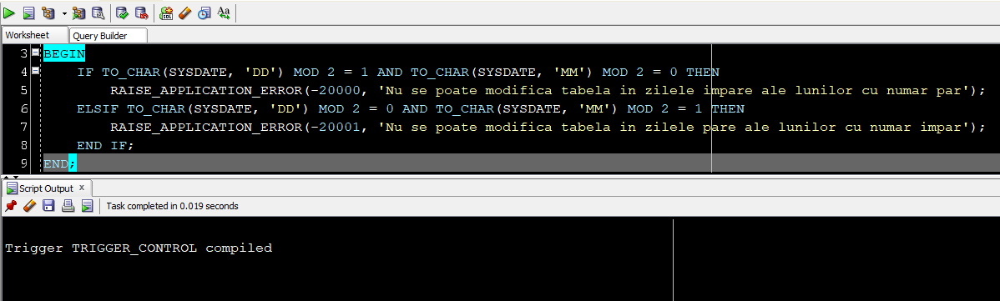 SQL
Aa
Worksheet Query Builder
3 BEGIN
4 IF TO_CHAR(SYSDATE, 'DD') MOD 2 = 1 AND TO_CHAR(SYSDATE, 'MM') MOD 2 = 0 THEN
5 RAISE_APPLICATION_ERROR(-20000, 'Nu se poate modifica tabela in zilele impare ale lunilor cu numar par');
6 ELSIF TO_CHAR(SYSDATE, 'DD') MOD 2 = 0 AND TO_CHAR(SYSDATE, 'MM') MOD 2 = 1 THEN
7 RAISE_APPLICATION_ERROR(-20001, 'Nu se poate modifica tabela in zilele pare ale lunilor cu numar impar');
8 END IF;
9 END;
Script Output x
Task completed in 0.019 seconds
Trigger TRIGGER_CONTROL compiled